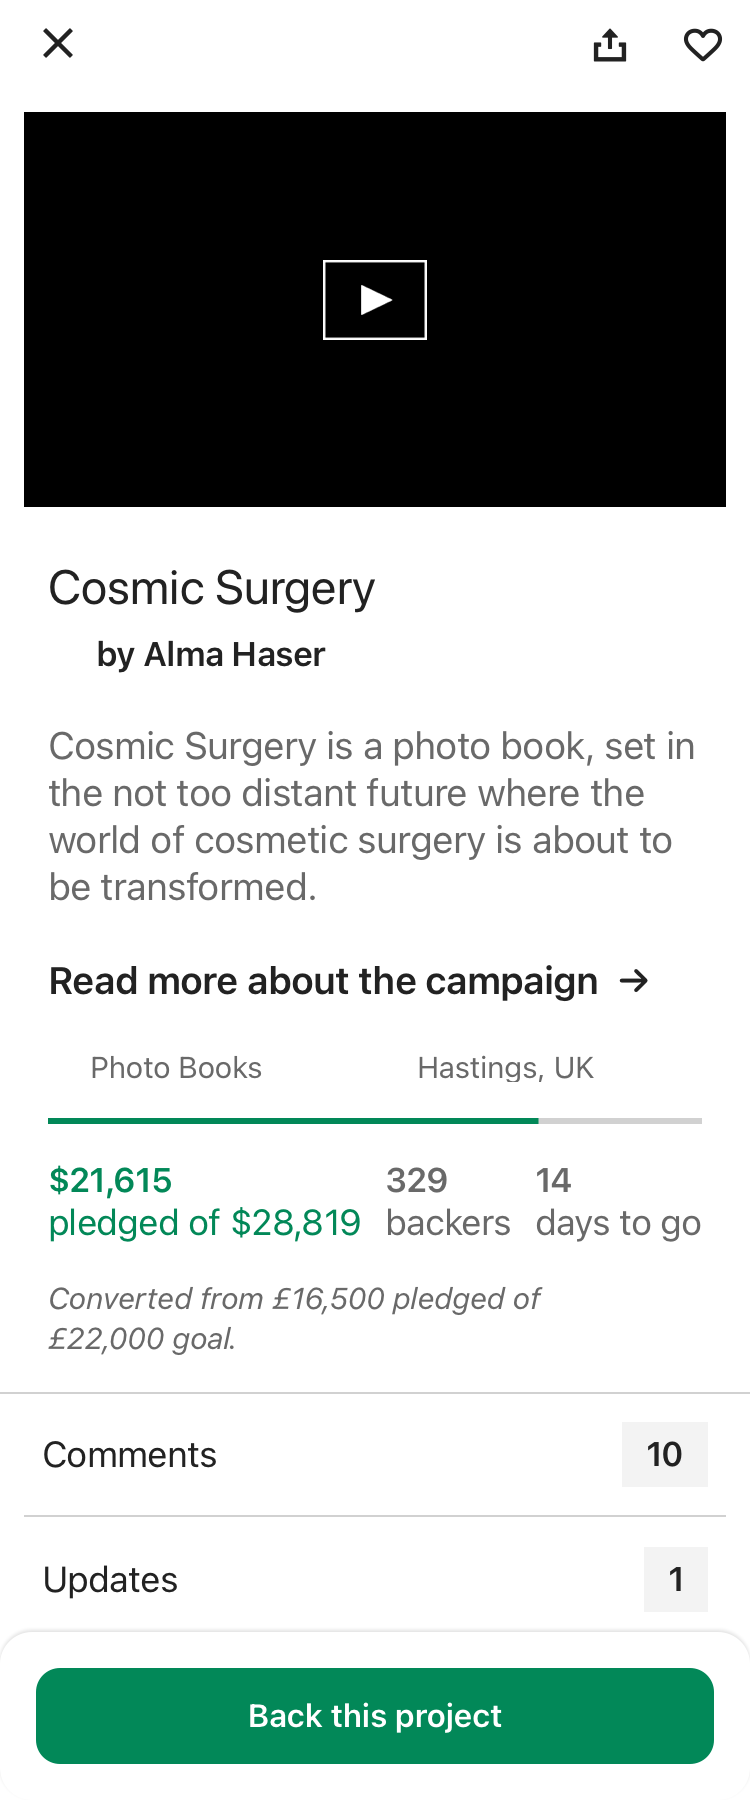 Cosmic Surgery
by Alma Haser
Cosmic Surgery is a photo book, set in
the not too distant future where the
world of cosmetic surgery is about to
be transformed.
Read more about the campaign →
Photo Books
Hastings, UK
$21,615
pledged of $28,819
329
backers
14
days to go
Converted from £16,500 pledged of
£22,000 goal.
Comments
10
Updates
1
Back this project